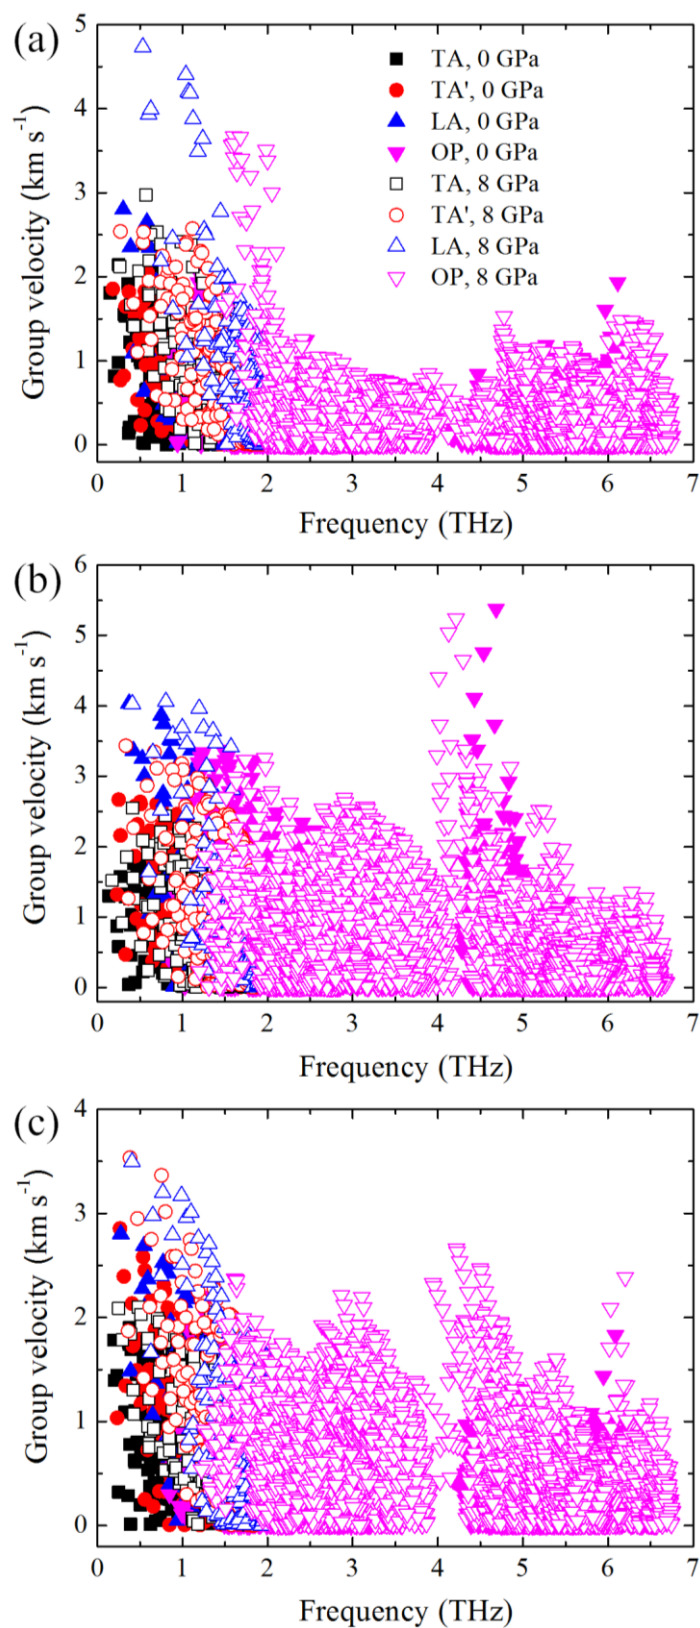 (a)
5
4
3
2
1
0
Group velocity (km s⁻¹)
TA, 0 GPa
TA', 0 GPa
LA, 0 GPa
OP, 0 GPa
TA, 8 GPa
TA', 8 GPa
LA, 8 GPa
OP, 8 GPa
0 1 2 3 4 5 6 7
Frequency (THz)
(b)
6
5
4
3
2
1
0
Group velocity (km s⁻¹)
0 1 2 3 4 5 6 7
Frequency (THz)
(c)
4
3
2
1
0
Group velocity (km s⁻¹)
0 1 2 3 4 5 6 7
Frequency (THz)